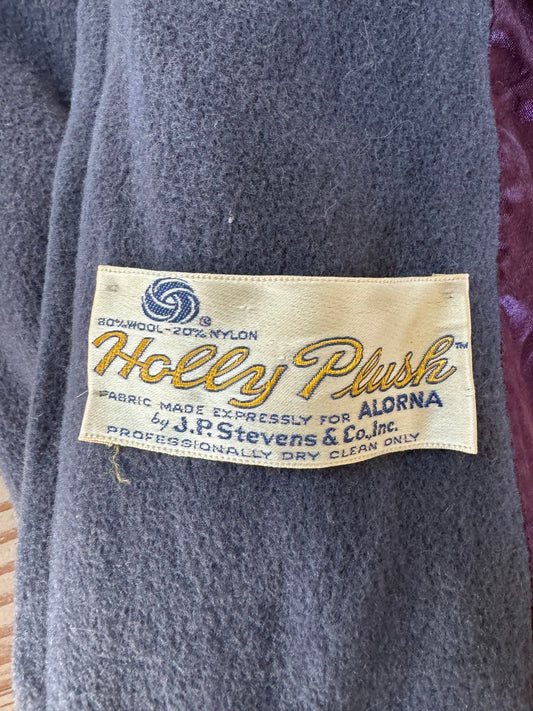 80% WOOL - 20% NYLON
Holly Plush™
FABRIC MADE EXPRESSLY FOR ALORNA
by J.P. Stevens & Co., Inc.
PROFESSIONALLY DRY CLEAN ONLY